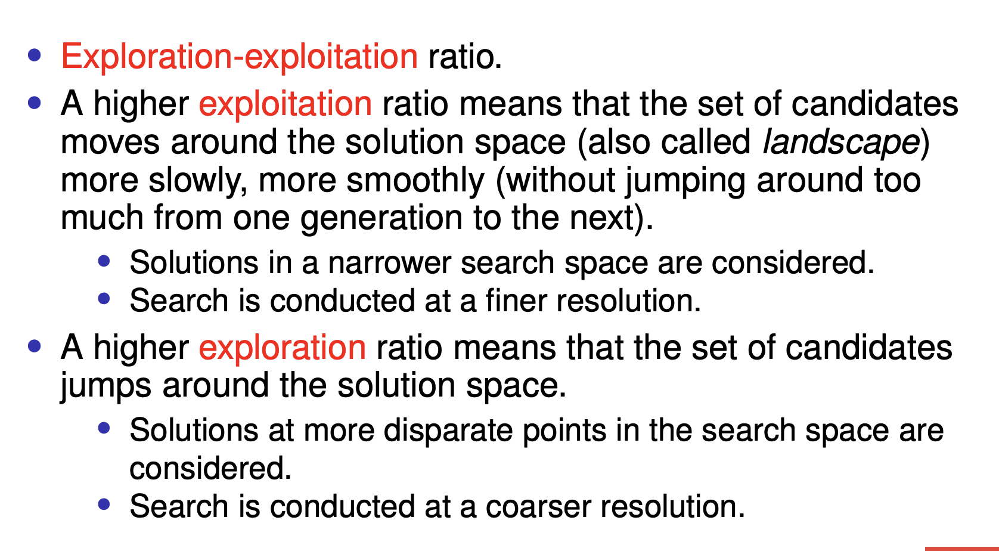 Exploration-exploitation ratio.
A higher exploitation ratio means that the set of candidates
moves around the solution space (also called landscape)
more slowly, more smoothly (without jumping around too
much from one generation to the next).
Solutions in a narrower search space are considered.
Search is conducted at a finer resolution.
A higher exploration ratio means that the set of candidates
jumps around the solution space.
Solutions at more disparate points in the search space are
considered.
Search is conducted at a coarser resolution.